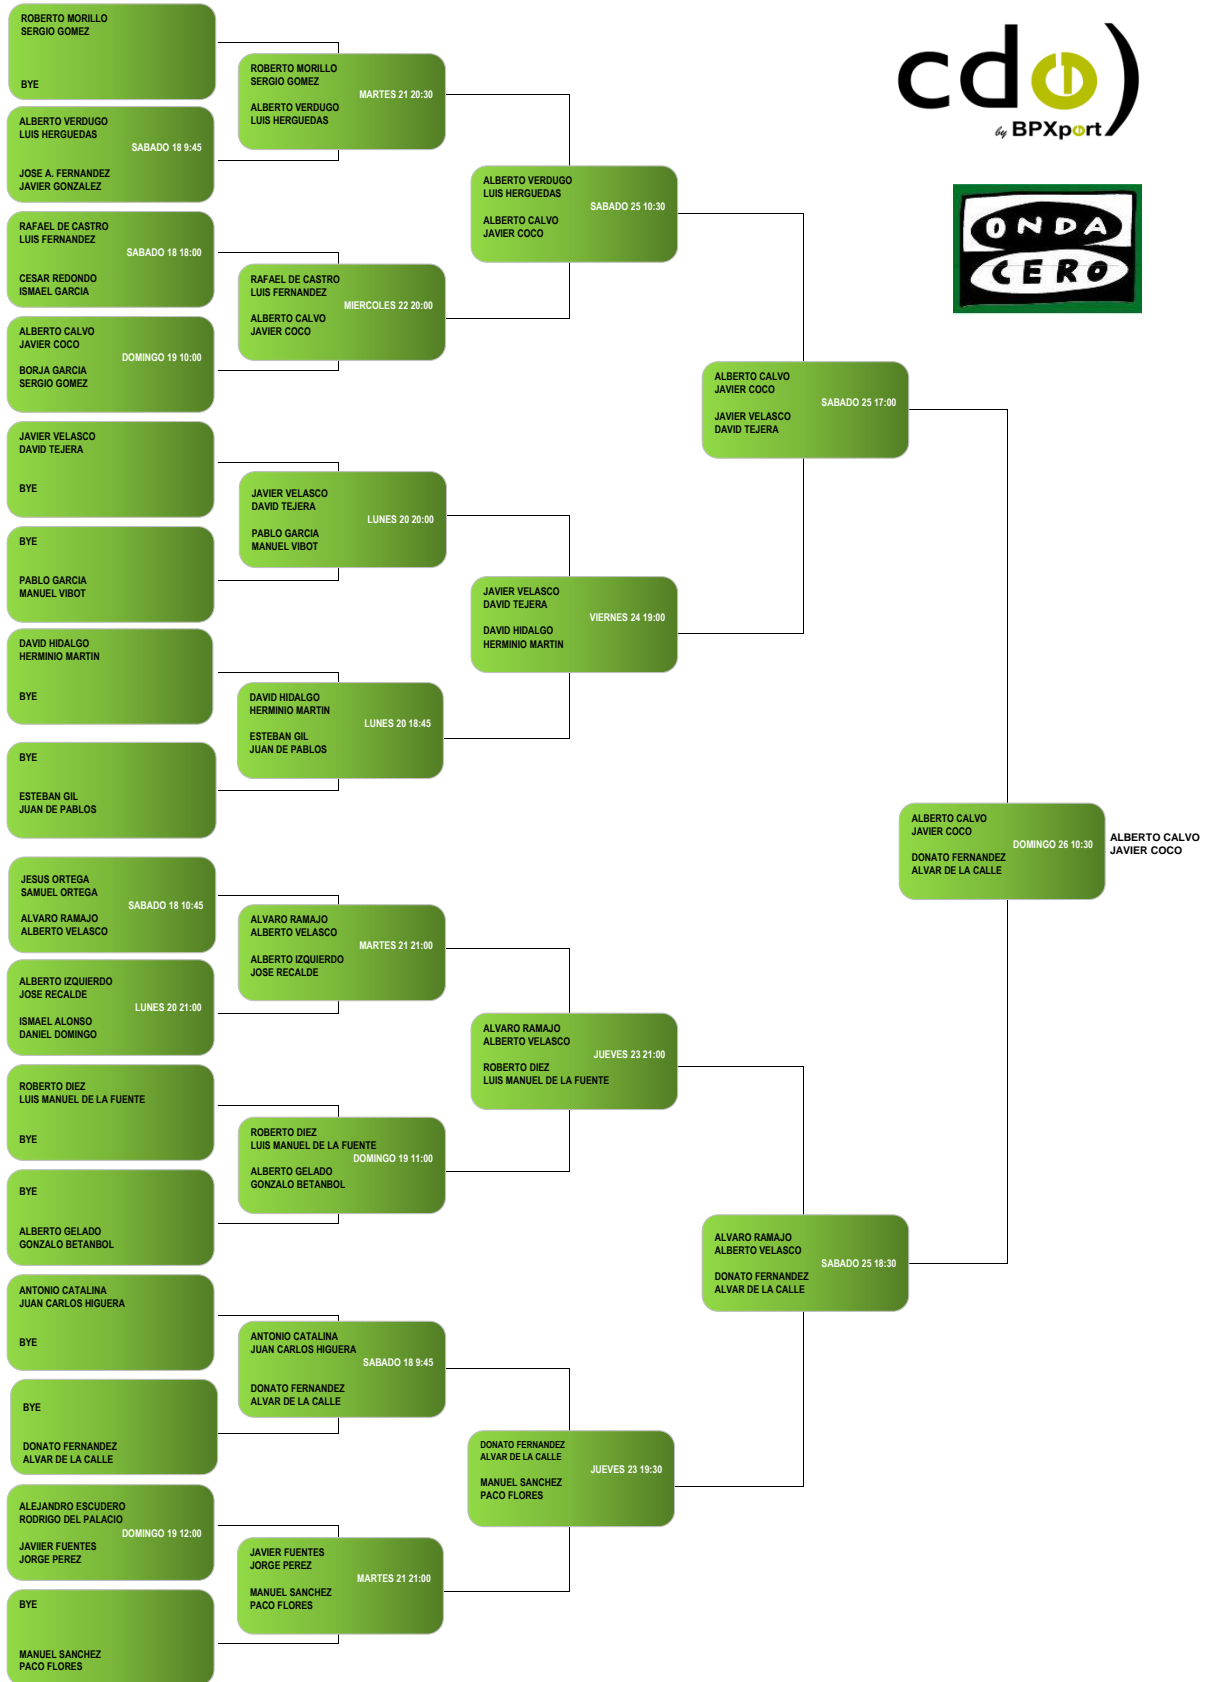 ROBERTO MORILLO
SERGIO GOMEZ
BYE
ALBERTO VERDUGO
LUIS HERGUEDAS
SABADO 18 9:45
JOSE A. FERNANDEZ
JAVIER GONZALEZ
RAFAEL DE CASTRO
LUIS FERNANDEZ
SABADO 18 18:00
CESAR REDONDO
ISMAEL GARCIA
ALBERTO CALVO
JAVIER COCO
DOMINGO 19 10:00
BORJA GARCIA
SERGIO GOMEZ
JAVIER VELASCO
DAVID TEJERA
BYE
BYE
PABLO GARCIA
MANUEL VIBOT
DAVID HIDALGO
HERMINIO MARTIN
BYE
BYE
ESTEBAN GIL
JUAN DE PABLOS
JESUS ORTEGA
SAMUEL ORTEGA
SABADO 18 10:45
ALVARO RAMAJO
ALBERTO VELASCO
ALBERTO IZQUIERDO
JOSE RECALDE
LUNES 20 21:00
ISMAEL ALONSO
DANIEL DOMINGO
ROBERTO DIEZ
LUIS MANUEL DE LA FUENTE
BYE
BYE
ALBERTO GELADO
GONZALO BETANBOL
ANTONIO CATALINA
JUAN CARLOS HIGUERA
BYE
BYE
DONATO FERNANDEZ
ALVAR DE LA CALLE
ALEJANDRO ESCUDERO
RODRIGO DEL PALACIO
DOMINGO 19 12:00
JAVIIER FUENTES
JORGE PEREZ
BYE
MANUEL SANCHEZ
PACO FLORES
ROBERTO MORILLO
SERGIO GOMEZ
MARTES 21 20:30
ALBERTO VERDUGO
LUIS HERGUEDAS
RAFAEL DE CASTRO
LUIS FERNANDEZ
MIERCOLES 22 20:00
ALBERTO CALVO
JAVIER COCO
JAVIER VELASCO
DAVID TEJERA
LUNES 20 20:00
PABLO GARCIA
MANUEL VIBOT
DAVID HIDALGO
HERMINIO MARTIN
LUNES 20 18:45
ESTEBAN GIL
JUAN DE PABLOS
ALVARO RAMAJO
ALBERTO VELASCO
MARTES 21 21:00
ALBERTO IZQUIERDO
JOSE RECALDE
ROBERTO DIEZ
LUIS MANUEL DE LA FUENTE
DOMINGO 19 11:00
ALBERTO GELADO
GONZALO BETANBOL
ANTONIO CATALINA
JUAN CARLOS HIGUERA
SABADO 18 9:45
DONATO FERNANDEZ
ALVAR DE LA CALLE
JAVIER FUENTES
JORGE PEREZ
MARTES 21 21:00
MANUEL SANCHEZ
PACO FLORES
ALBERTO VERDUGO
LUIS HERGUEDAS
SABADO 25 10:30
ALBERTO CALVO
JAVIER COCO
JAVIER VELASCO
DAVID TEJERA
VIERNES 24 19:00
DAVID HIDALGO
HERMINIO MARTIN
ALVARO RAMAJO
ALBERTO VELASCO
JUEVES 23 21:00
ROBERTO DIEZ
LUIS MANUEL DE LA FUENTE
DONATO FERNANDEZ
ALVAR DE LA CALLE
JUEVES 23 19:30
MANUEL SANCHEZ
PACO FLORES
ALBERTO CALVO
JAVIER COCO
SABADO 25 17:00
JAVIER VELASCO
DAVID TEJERA
ALVARO RAMAJO
ALBERTO VELASCO
SABADO 25 18:30
DONATO FERNANDEZ
ALVAR DE LA CALLE
cdo)
by BPXport
ONDA
CERO
ALBERTO CALVO
JAVIER COCO
DOMINGO 26 10:30
DONATO FERNANDEZ
ALVAR DE LA CALLE
ALBERTO CALVO
JAVIER COCO